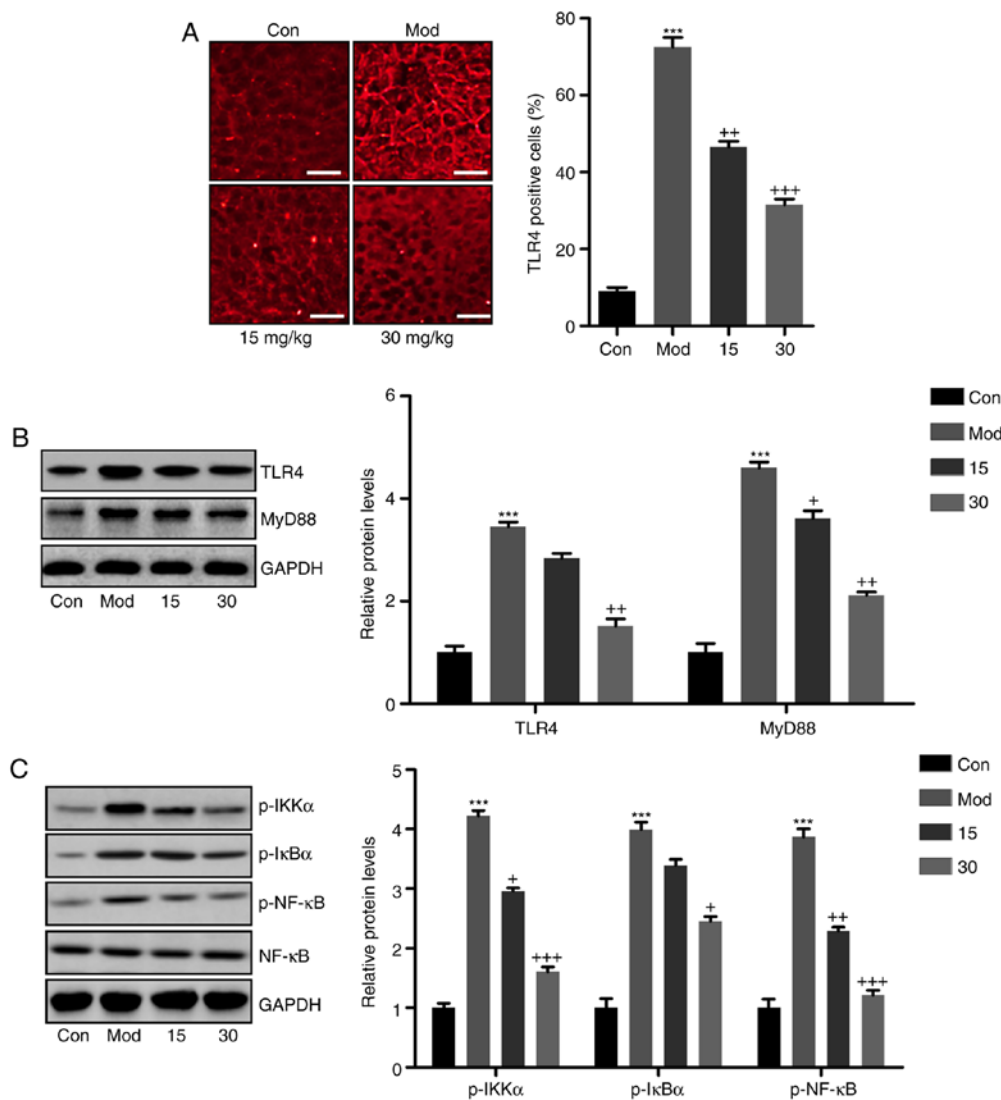 A
Con Mod
15 mg/kg 30 mg/kg
TLR4 positive cells (%)
80
60
40
20
0
***
++
+++
Con Mod 15 30
B
TLR4
MyD88
GAPDH
Con Mod 15 30
Relative protein levels
6
4
2
0
***
++
***
+
++
TLR4 MyD88
Con
Mod
15
30
C
p-IKKα
p-IκBα
p-NF-κB
NF-κB
GAPDH
Con Mod 15 30
Relative protein levels
5
4
3
2
1
0
***
+
+++
***
+
***
++
+++
p-IKKα p-IκBα p-NF-κB
Con
Mod
15
30